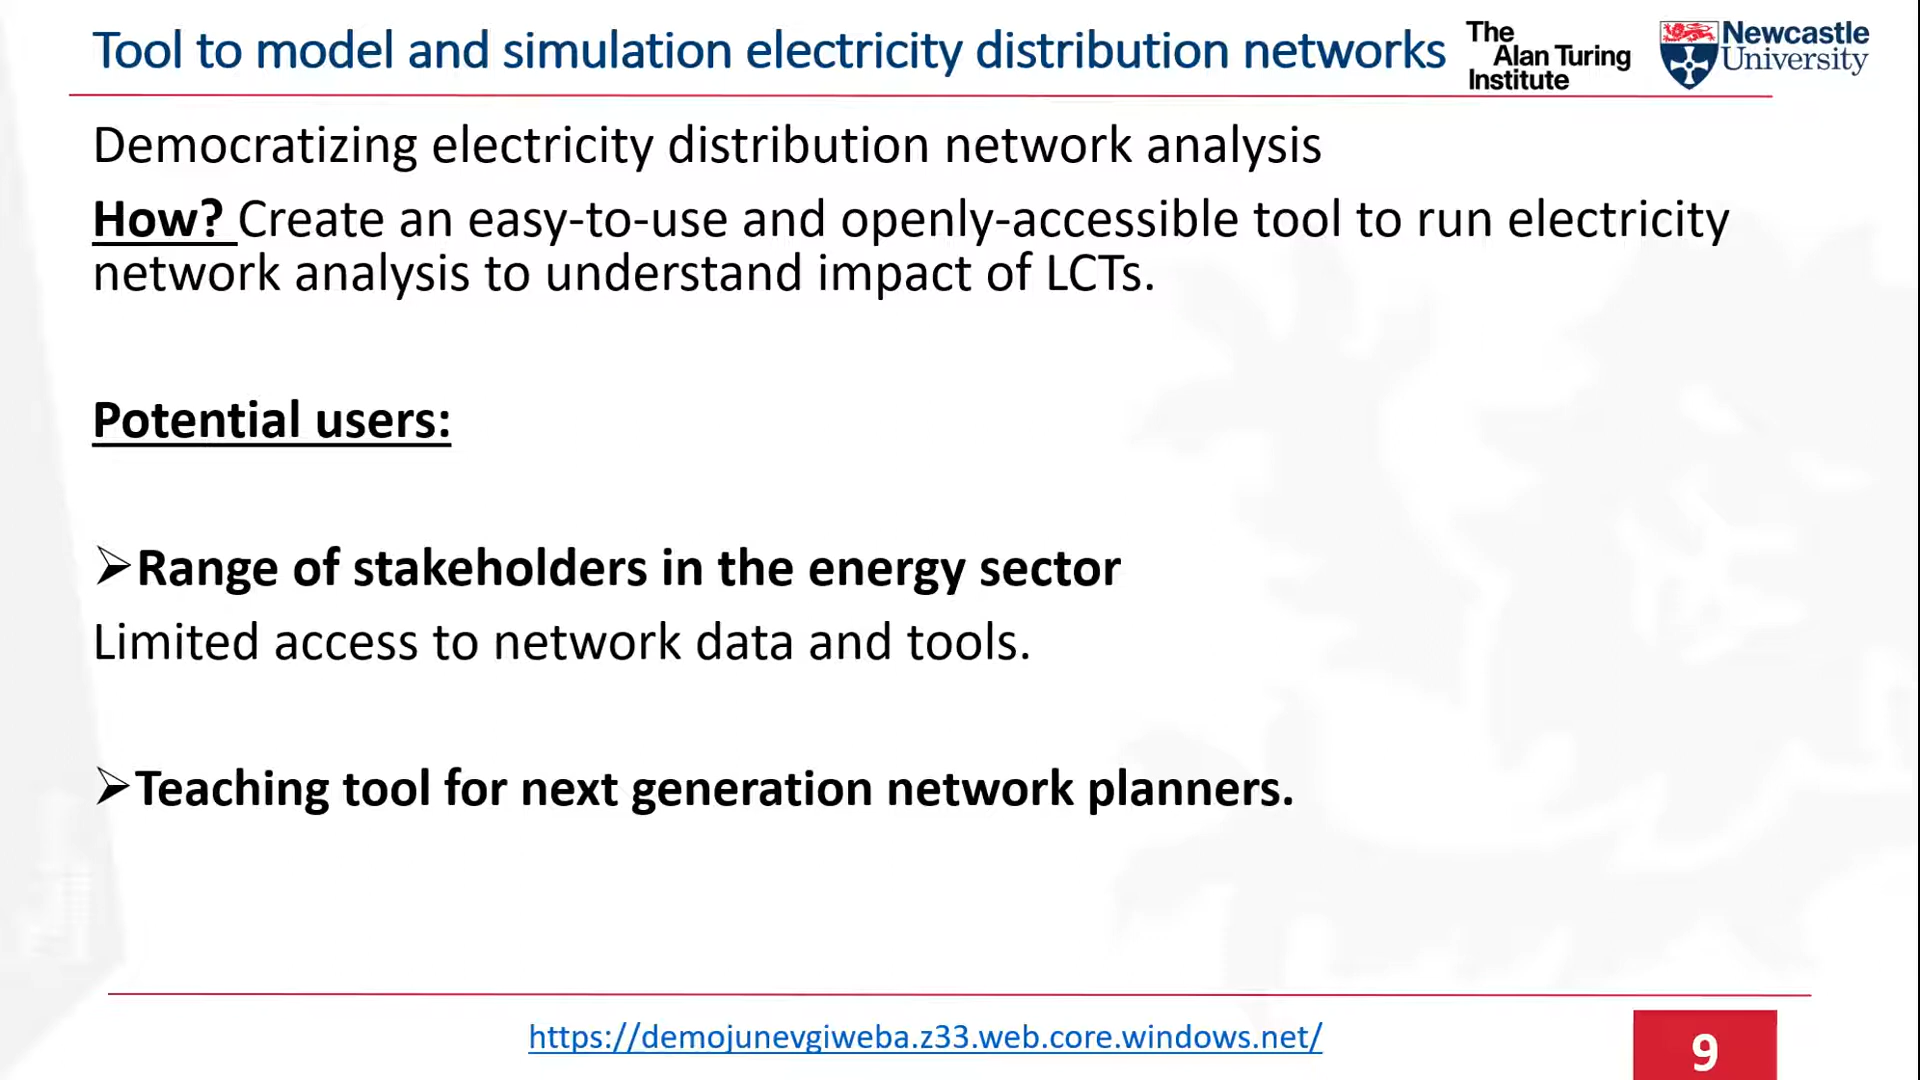 Tool to model and simulation electricity distribution networks
The
Alan Turing
Institute
Newcastle
University
Democratizing electricity distribution network analysis
How? Create an easy-to-use and openly-accessible tool to run electricity
network analysis to understand impact of LCTs.
Potential users:
➢Range of stakeholders in the energy sector
Limited access to network data and tools.
➢Teaching tool for next generation network planners.
https://demojunevgiweba.z33.web.core.windows.net/
9